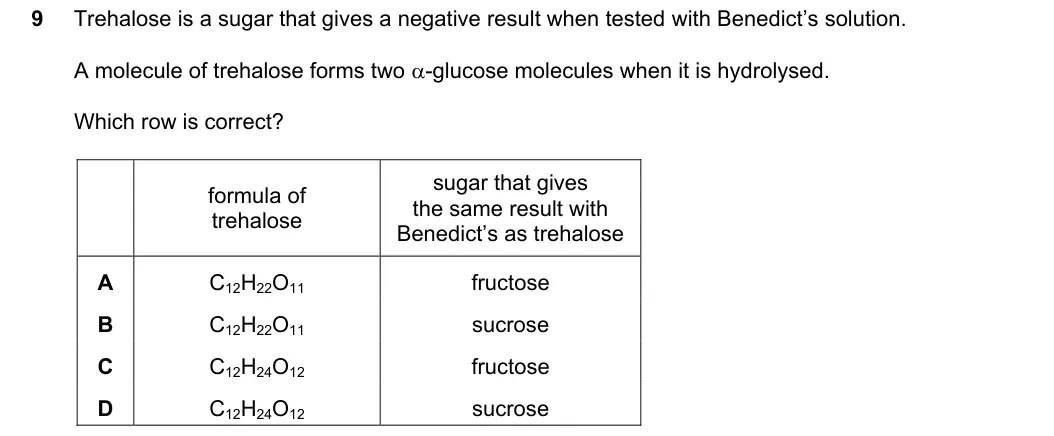 9 Trehalose is a sugar that gives a negative result when tested with Benedict's solution.
A molecule of trehalose forms two α-glucose molecules when it is hydrolysed.
Which row is correct?
formula of
trehalose
sugar that gives
the same result with
Benedict's as trehalose
A C₁₂H₂₂O₁₁ fructose
B C₁₂H₂₂O₁₁ sucrose
C C₁₂H₂₄O₁₂ fructose
D C₁₂H₂₄O₁₂ sucrose